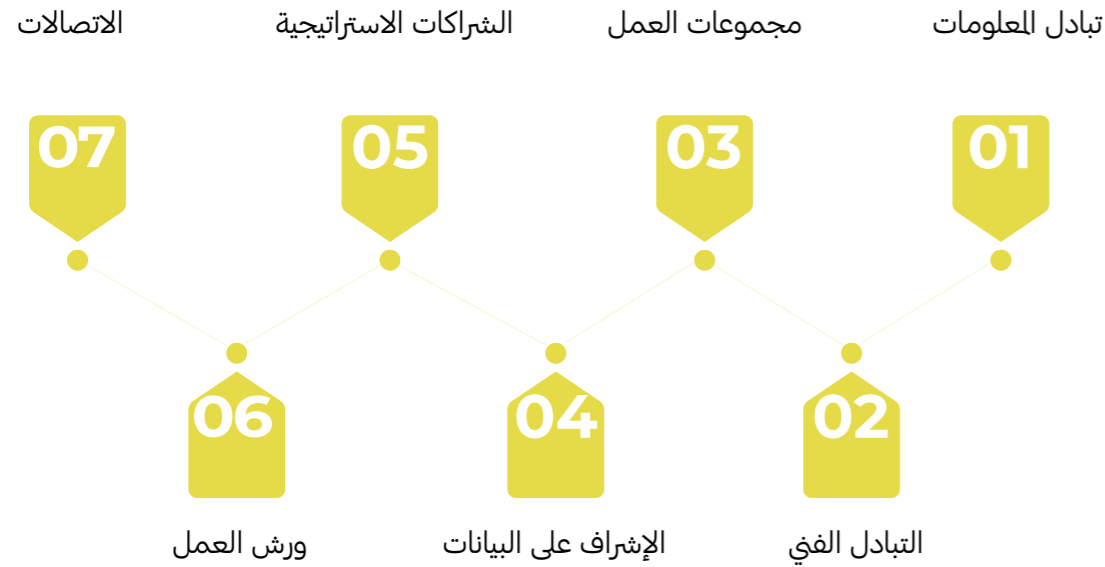 تبادل المعلومات
01
02
التبادل الفني
مجموعات العمل
03
04
الإشراف على البيانات
الشراكات الاستراتيجية
05
06
ورش العمل
الاتصالات
07